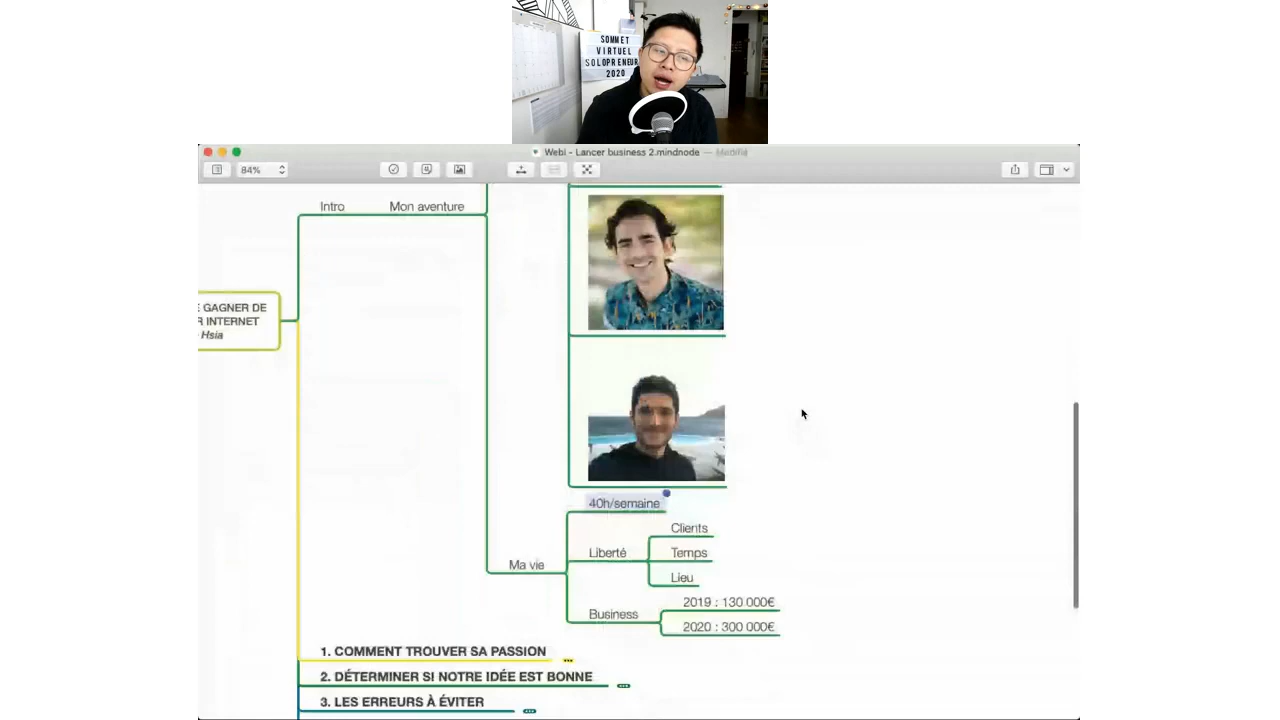 SOMMET
VIRTUEL
SOLOPRENEUR
2020
Webi - Lancer business 2.mindnode — Modifié
84%
Intro
Mon aventure
E GAGNER DE
R INTERNET
Hsia
40h/semaine
Clients
Liberté
Temps
Ma vie
Lieu
2019 : 130 000€
Business
2020 : 300 000€
1. COMMENT TROUVER SA PASSION
2. DÉTERMINER SI NOTRE IDÉE EST BONNE
3. LES ERREURS À ÉVITER